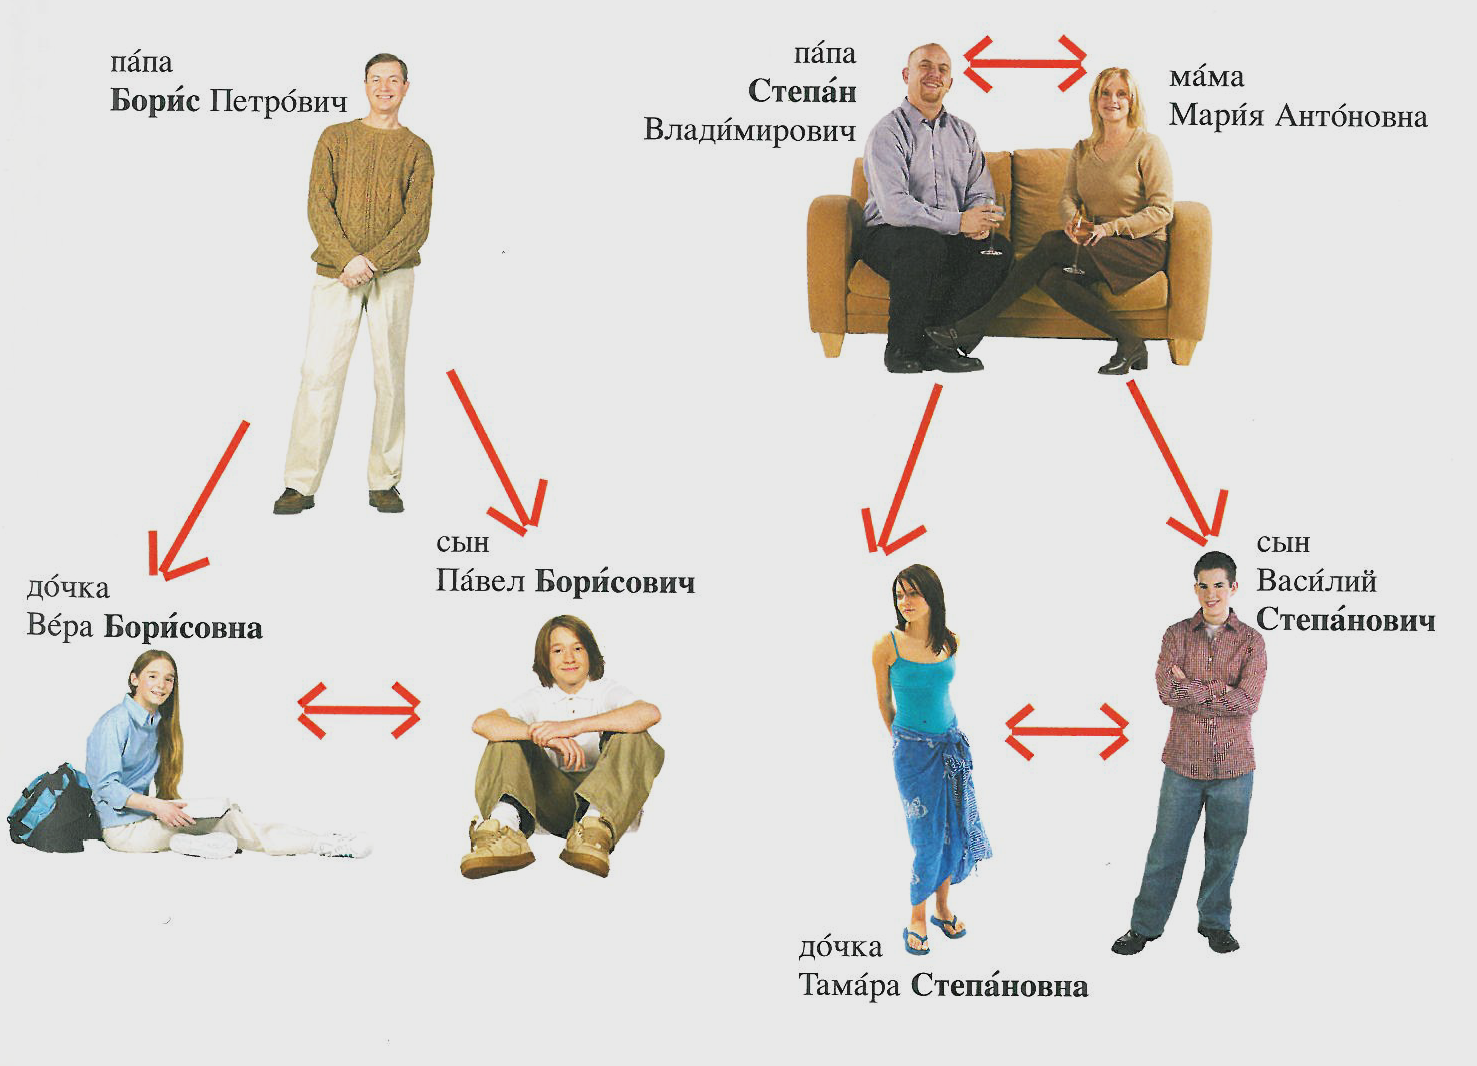 па́па
Бори́с Петро́вич
па́па
Степа́н
Влади́мирович
ма́ма
Мари́я Анто́новна
до́чка
Ве́ра Бори́совна
сын
Па́вел Бори́сович
сын
Васи́лий
Степа́нович
до́чка
Тама́ра Степа́новна